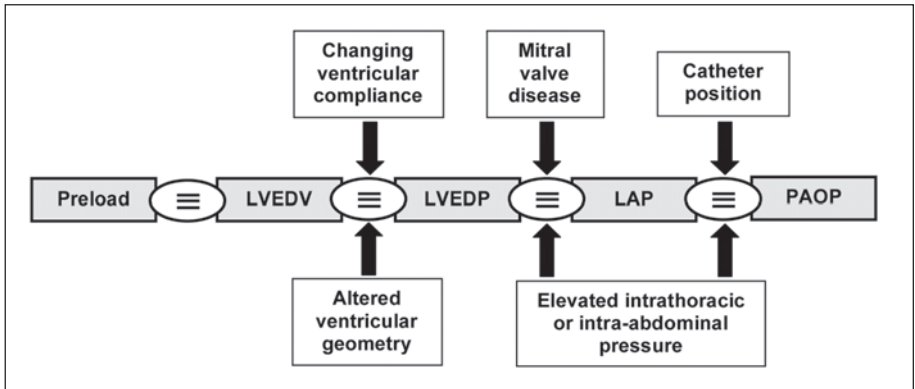 Changing
ventricular
compliance
Mitral
valve
disease
Catheter
position
Preload ≡ LVEDV ≡ LVEDP ≡ LAP ≡ PAOP
Altered
ventricular
geometry
Elevated intrathoracic
or intra-abdominal
pressure